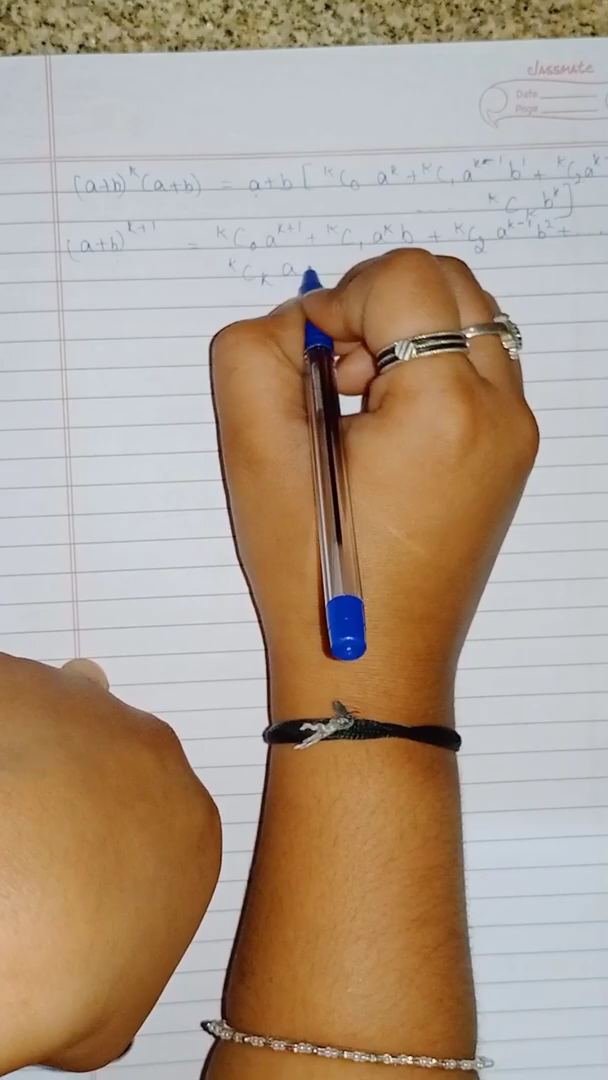 classmate
Date
Page
(a+b)^k (a+b) = a+b [ ^kC_0 a^k + ^kC_1 a^{k-1} b^1 + ^kC_2 a^{k-
^kC_k b^k ]
(a+b)^{k+1} = ^kC_0 a^{k+1} + ^kC_1 a^k b + ^kC_2 a^{k-1} b^2 + ....
^kC_k a